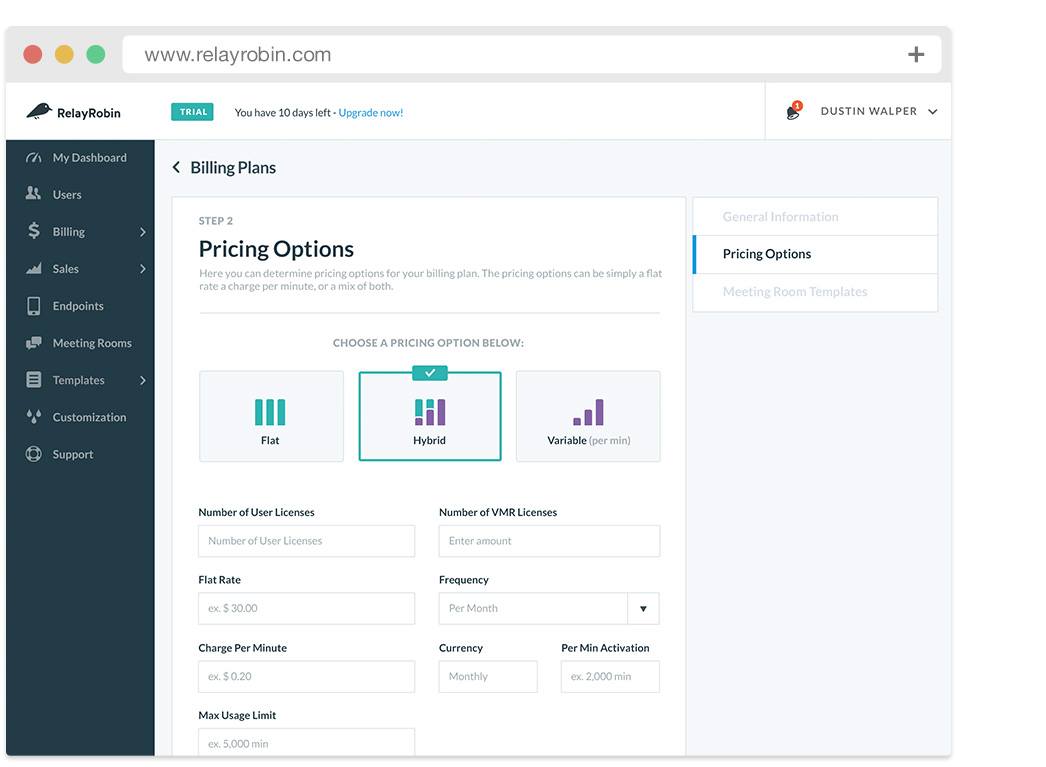 www.relayrobin.com
RelayRobin
TRIAL
You have 10 days left - Upgrade now!
1
DUSTIN WALPER
My Dashboard
Users
Billing
Sales
Endpoints
Meeting Rooms
Templates
Customization
Support
Billing Plans
STEP 2
Pricing Options
Here you can determine pricing options for your billing plan. The pricing options can be simply a flat
rate a charge per minute, or a mix of both.
CHOOSE A PRICING OPTION BELOW:
Flat
Hybrid
Variable (per min)
Number of User Licenses
Number of User Licenses
Number of VMR Licenses
Enter amount
Flat Rate
ex. $ 30.00
Frequency
Per Month
Charge Per Minute
ex. $ 0.20
Currency
Monthly
Per Min Activation
ex. 2,000 min
Max Usage Limit
ex. 5,000 min
General Information
Pricing Options
Meeting Room Templates